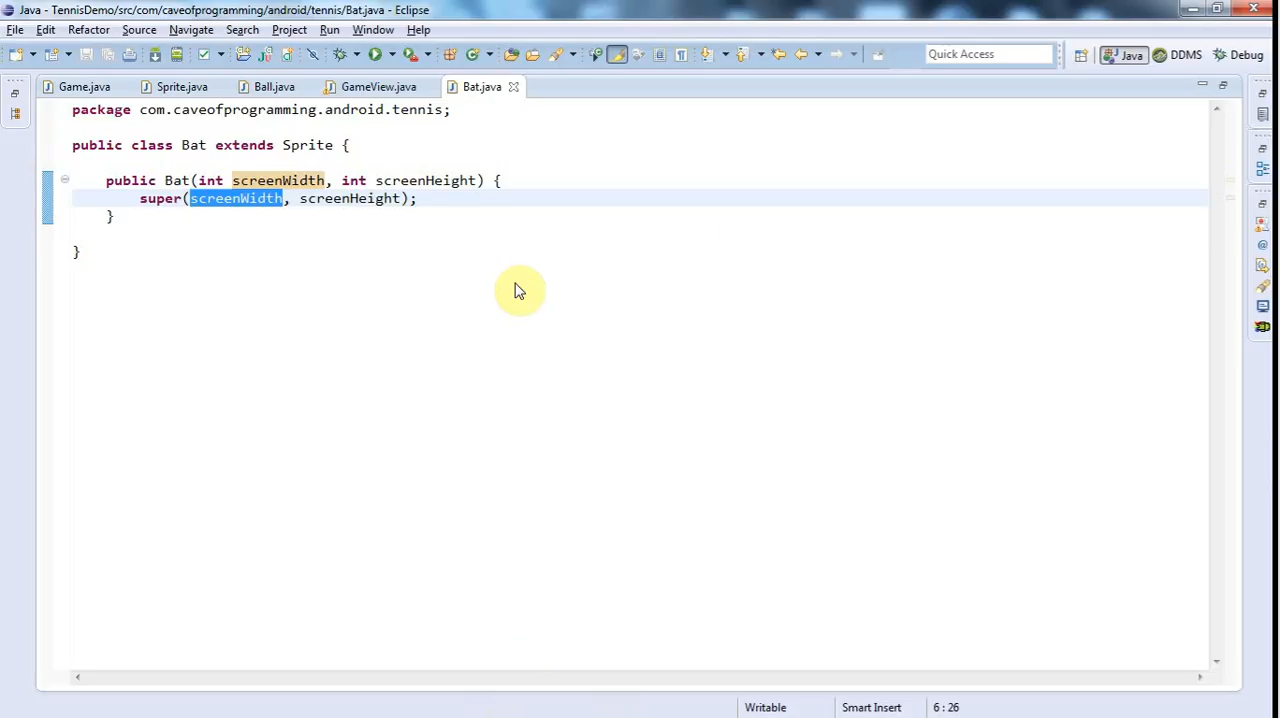 Java - TennisDemo/src/com/caveofprogramming/android/tennis/Bat.java - Eclipse
File Edit Refactor Source Navigate Search Project Run Window Help
Quick Access Java DDMS Debug
Game.java Sprite.java Ball.java GameView.java Bat.java
package com.caveofprogramming.android.tennis;
public class Bat extends Sprite {
public Bat(int screenWidth, int screenHeight) {
super(screenWidth, screenHeight);
}
}
Writable Smart Insert 6 : 26